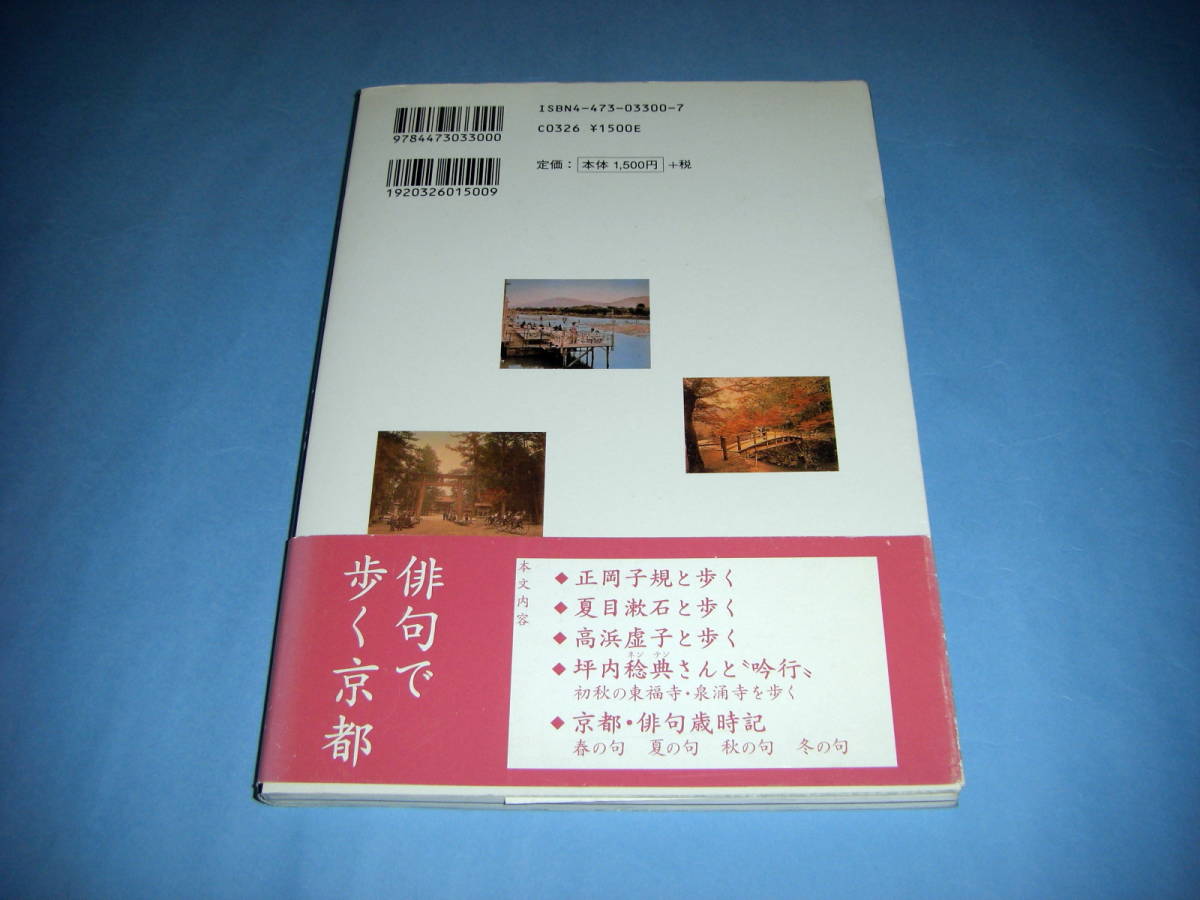 ISBN4-473-03300-7
C0326 ¥1500E
9784473033000
定価：本体 1,500円＋税
1920326015009
俳句で
歩く京都
本文内容
◆正岡子規と歩く
◆夏目漱石と歩く
◆高浜虚子と歩く
ネンテン
◆坪内稔典さんと〝吟行〟
初秋の東福寺・泉涌寺を歩く
◆京都・俳句歳時記
春の句 夏の句 秋の句 冬の句